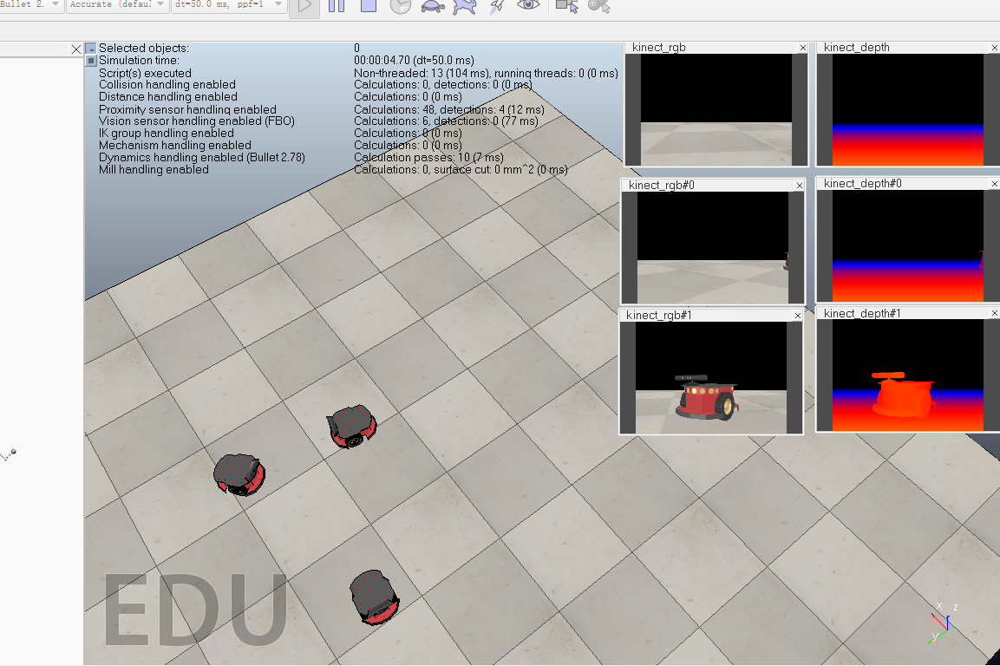 Bullet 2.
Accurate (defau
dt=50.0 ms, ppf=1
Selected objects: 0
Simulation time: 00:00:04.70 (dt=50.0 ms)
Script(s) executed Non-threaded: 13 (104 ms), running threads: 0 (0 ms)
Collision handling enabled Calculations: 0, detections: 0 (0 ms)
Distance handling enabled Calculations: 0 (0 ms)
Proximity sensor handling enabled Calculations: 48, detections: 4 (12 ms)
Vision sensor handling enabled (FBO) Calculations: 6, detections: 0 (77 ms)
IK group handling enabled Calculations: 0 (0 ms)
Mechanism handling enabled Calculations: 0 (0 ms)
Dynamics handling enabled (Bullet 2.78) Calculation passes: 10 (7 ms)
Mill handling enabled Calculations: 0, surface cut: 0 mm^2 (0 ms)
kinect_rgb
kinect_depth
kinect_rgb#0
kinect_depth#0
kinect_rgb#1
kinect_depth#1
EDU
x
z
y